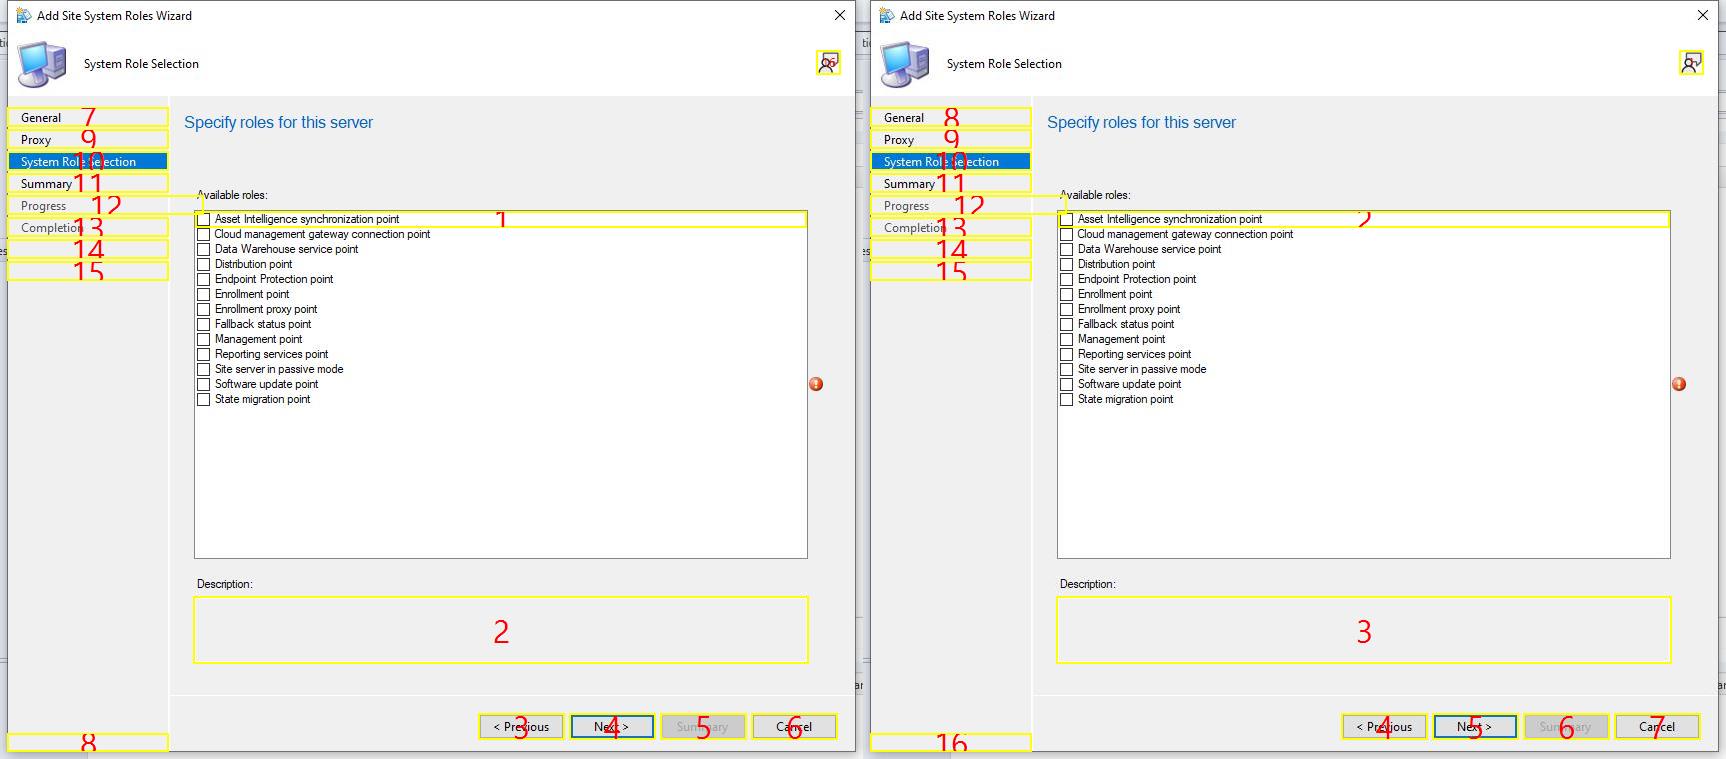 Add Site System Roles Wizard
System Role Selection
16
General 7
Proxy 9
System Role Selection 10
Summary 11
Progress 12
Completion 13
14
15
8
Specify roles for this server
Available roles:
Asset Intelligence synchronization point 1
Cloud management gateway connection point
Data Warehouse service point
Distribution point
Endpoint Protection point
Enrollment point
Enrollment proxy point
Fallback status point
Management point
Reporting services point
Site server in passive mode
Software update point
State migration point
Description:
2
< Previous 3
Next > 4
Summary 5
Cancel 6
Add Site System Roles Wizard
System Role Selection
1
General 8
Proxy 9
System Role Selection 10
Summary 11
Progress 12
Completion 13
14
15
16
Specify roles for this server
Available roles:
Asset Intelligence synchronization point 2
Cloud management gateway connection point
Data Warehouse service point
Distribution point
Endpoint Protection point
Enrollment point
Enrollment proxy point
Fallback status point
Management point
Reporting services point
Site server in passive mode
Software update point
State migration point
Description:
3
< Previous 4
Next > 5
Summary 6
Cancel 7